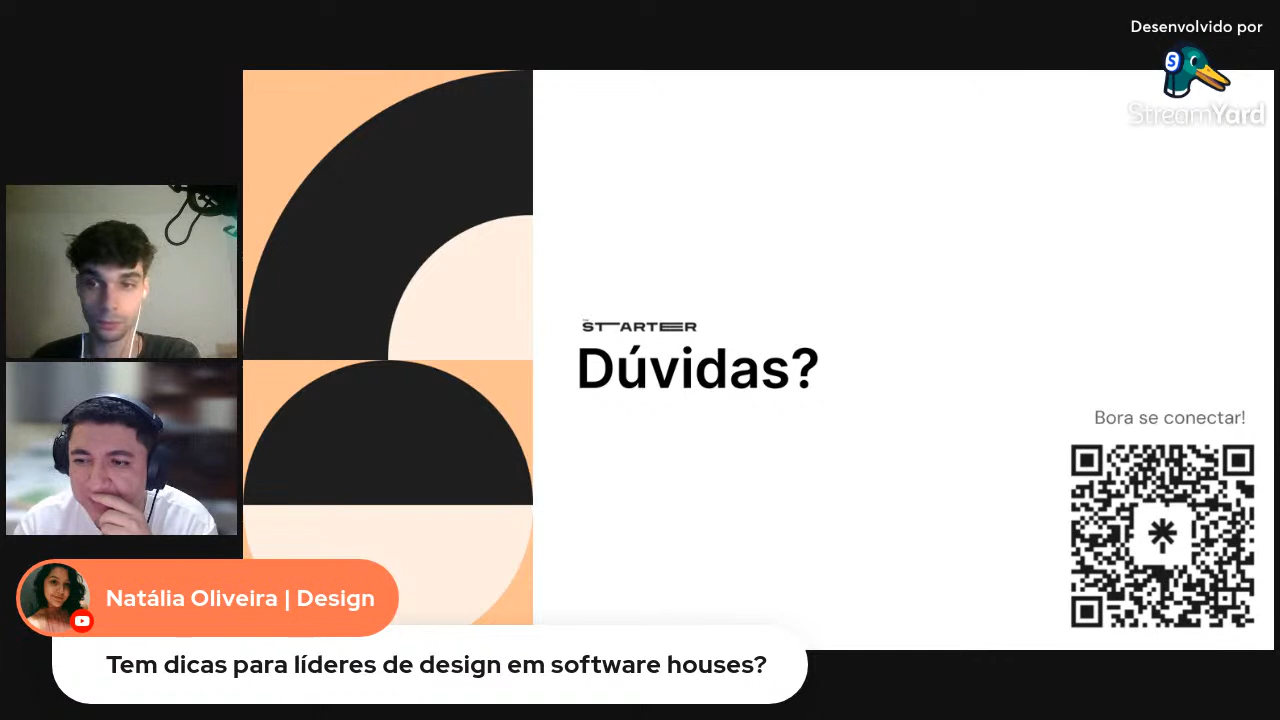 Desenvolvido por
StreamYard
STARTER
Dúvidas?
Bora se conectar!
Natália Oliveira | Design
Tem dicas para líderes de design em software houses?